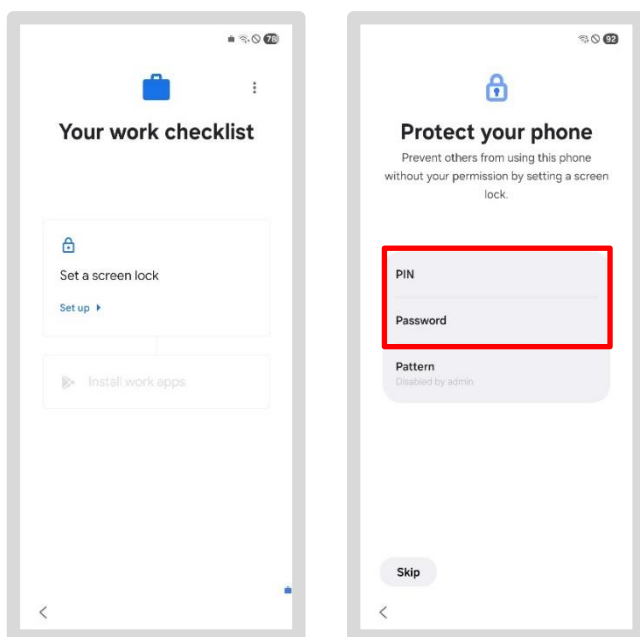 78
Your work checklist
Set a screen lock
Set up
Install work apps
92
Protect your phone
Prevent others from using this phone
without your permission by setting a screen
lock.
PIN
Password
Pattern
Disabled by admin
Skip